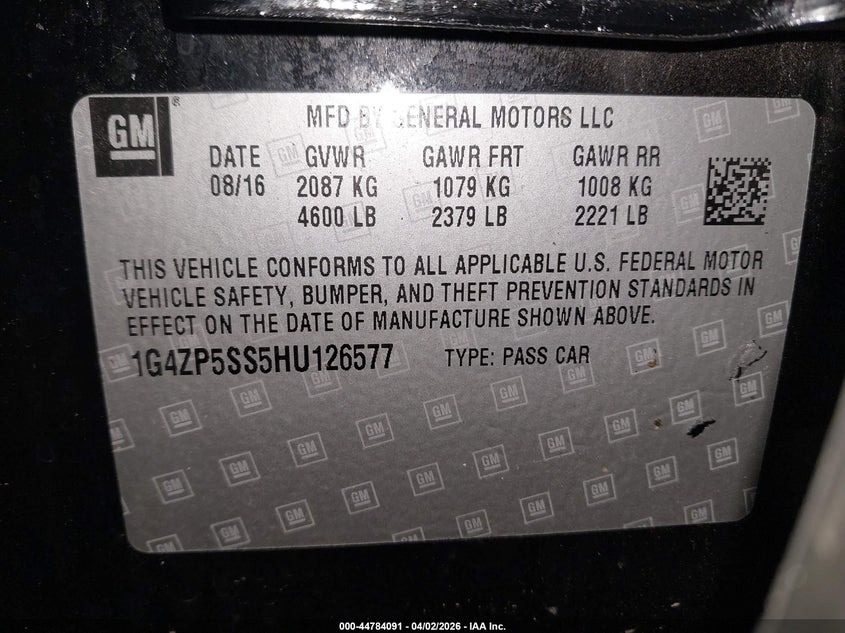 GM ®
MFD BY GENERAL MOTORS LLC
DATE GVWR GAWR FRT GAWR RR
08/16 2087 KG 1079 KG 1008 KG
4600 LB 2379 LB 2221 LB
THIS VEHICLE CONFORMS TO ALL APPLICABLE U.S. FEDERAL MOTOR
VEHICLE SAFETY, BUMPER, AND THEFT PREVENTION STANDARDS IN
EFFECT ON THE DATE OF MANUFACTURE SHOWN ABOVE.
1G4ZP5SS5HU126577 TYPE: PASS CAR
000-44784091 04/02/2026 - IAA Inc.